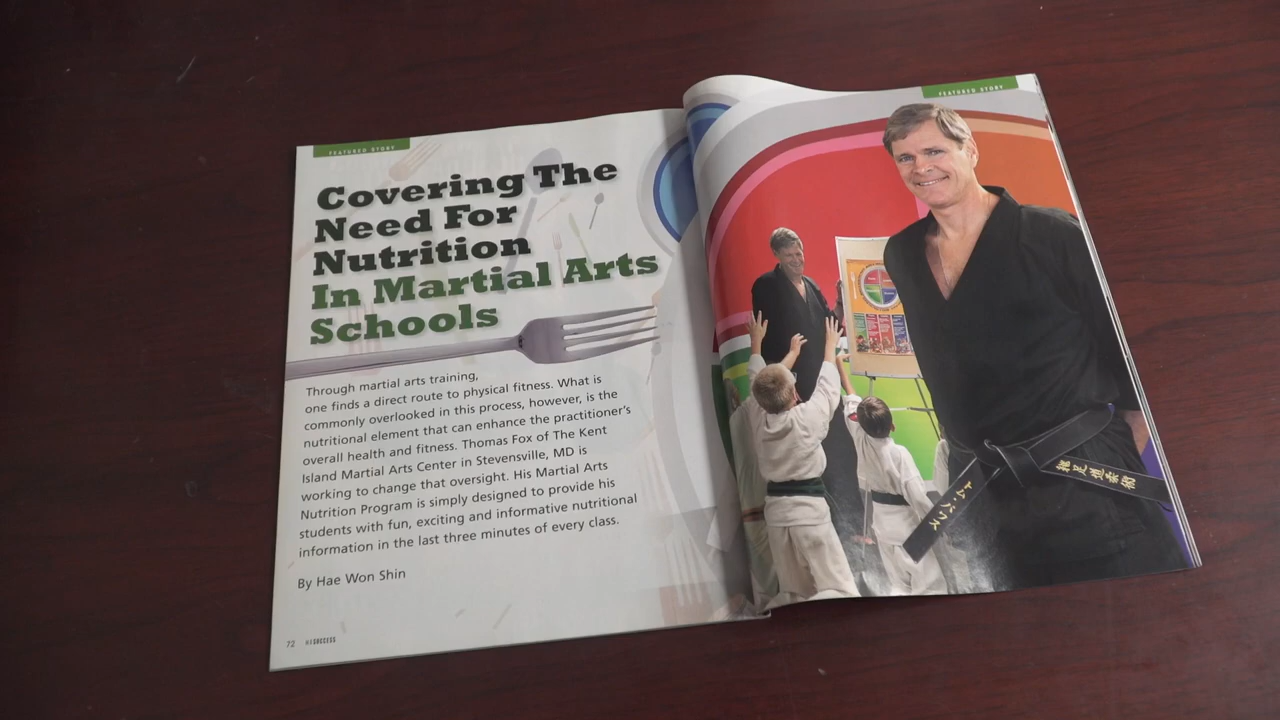 FEATURED STORY
Covering The
Need For
Nutrition
In Martial Arts
Schools
Through martial arts training,
one finds a direct route to physical fitness. What is
commonly overlooked in this process, however, is the
nutritional element that can enhance the practitioner's
overall health and fitness. Thomas Fox of The Kent
Island Martial Arts Center in Stevensville, MD is
working to change that oversight. His Martial Arts
Nutrition Program is simply designed to provide his
students with fun, exciting and informative nutritional
information in the last three minutes of every class.
By Hae Won Shin
72
SUCCESS
FEATURED STORY
足道柔術